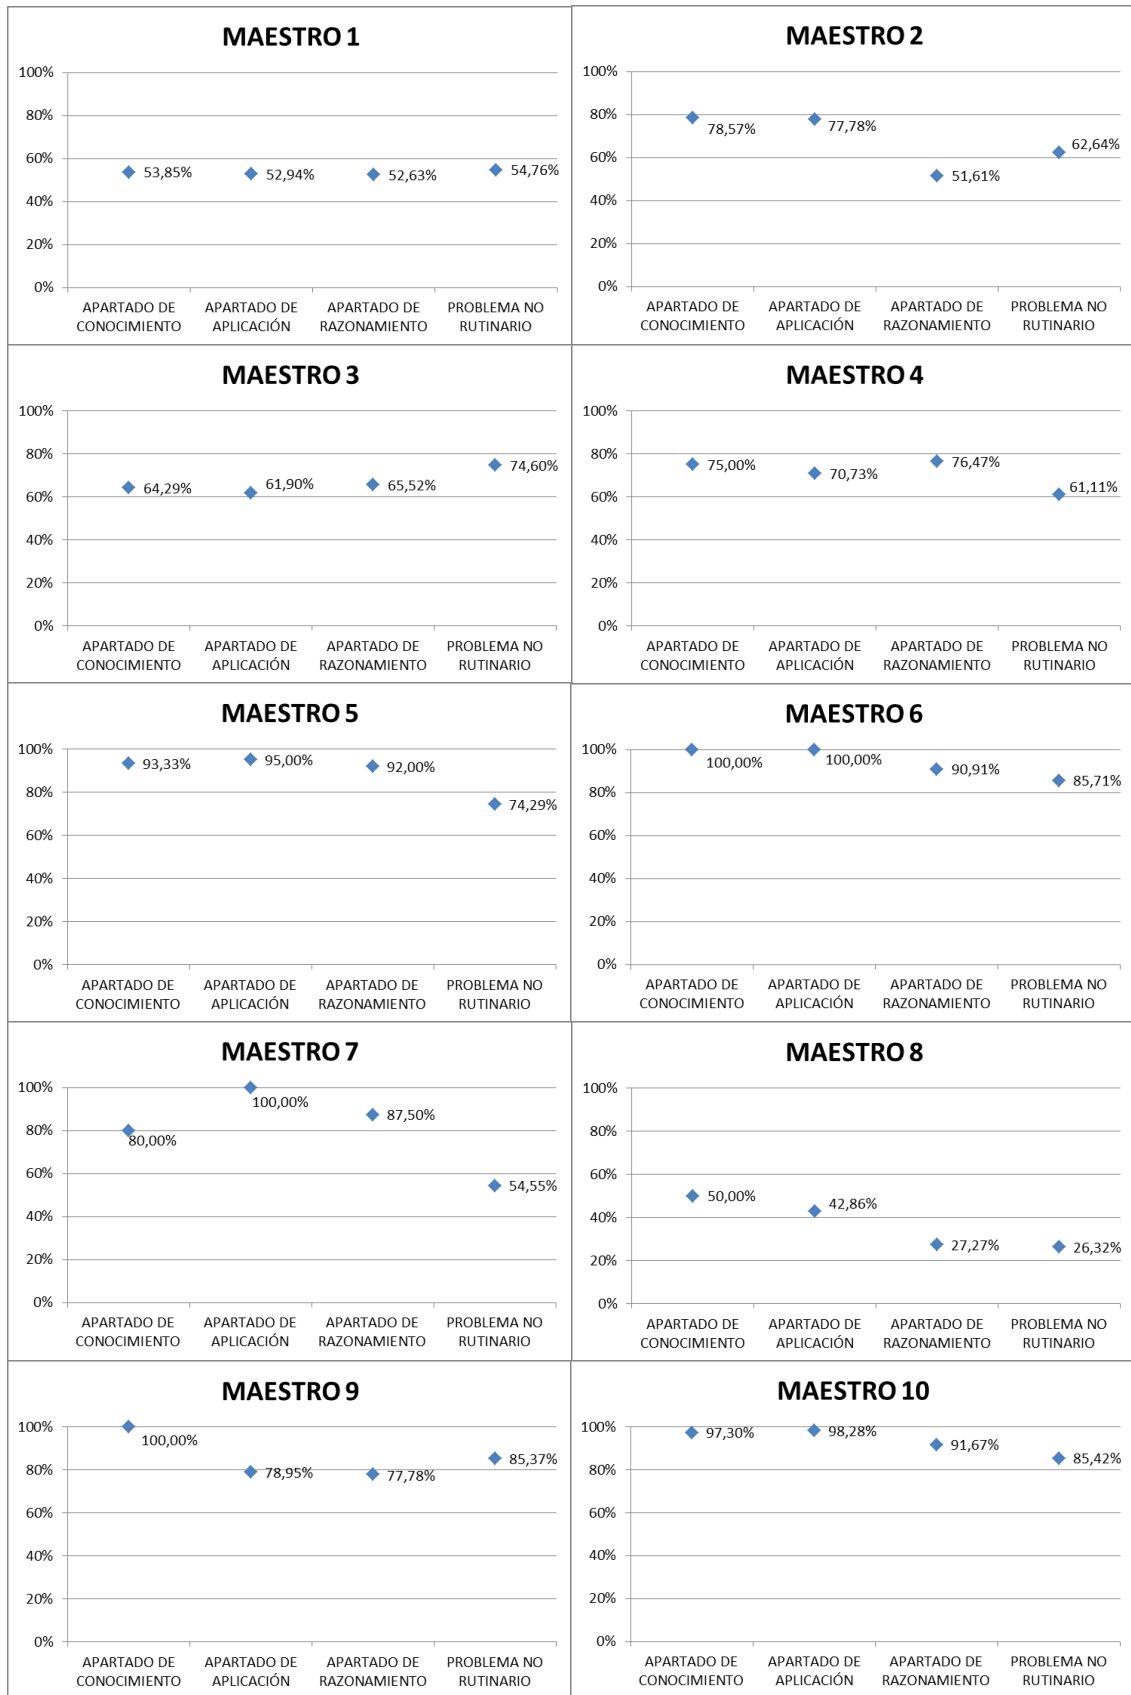 MAESTRO 1
100%
80%
60%
40%
20%
0%
53,85%
52,94%
52,63%
54,76%
APARTADO DE
CONOCIMIENTO
APARTADO DE
APLICACIÓN
APARTADO DE
RAZONAMIENTO
PROBLEMA NO
RUTINARIO
MAESTRO 2
100%
80%
60%
40%
20%
0%
78,57%
77,78%
51,61%
62,64%
APARTADO DE
CONOCIMIENTO
APARTADO DE
APLICACIÓN
APARTADO DE
RAZONAMIENTO
PROBLEMA NO
RUTINARIO
MAESTRO 3
100%
80%
60%
40%
20%
0%
64,29%
61,90%
65,52%
74,60%
APARTADO DE
CONOCIMIENTO
APARTADO DE
APLICACIÓN
APARTADO DE
RAZONAMIENTO
PROBLEMA NO
RUTINARIO
MAESTRO 4
100%
80%
60%
40%
20%
0%
75,00%
70,73%
76,47%
61,11%
APARTADO DE
CONOCIMIENTO
APARTADO DE
APLICACIÓN
APARTADO DE
RAZONAMIENTO
PROBLEMA NO
RUTINARIO
MAESTRO 5
100%
80%
60%
40%
20%
0%
93,33%
95,00%
92,00%
74,29%
APARTADO DE
CONOCIMIENTO
APARTADO DE
APLICACIÓN
APARTADO DE
RAZONAMIENTO
PROBLEMA NO
RUTINARIO
MAESTRO 6
100%
80%
60%
40%
20%
0%
100,00%
100,00%
90,91%
85,71%
APARTADO DE
CONOCIMIENTO
APARTADO DE
APLICACIÓN
APARTADO DE
RAZONAMIENTO
PROBLEMA NO
RUTINARIO
MAESTRO 7
100%
80%
60%
40%
20%
0%
80,00%
100,00%
87,50%
54,55%
APARTADO DE
CONOCIMIENTO
APARTADO DE
APLICACIÓN
APARTADO DE
RAZONAMIENTO
PROBLEMA NO
RUTINARIO
MAESTRO 8
100%
80%
60%
40%
20%
0%
50,00%
42,86%
27,27%
26,32%
APARTADO DE
CONOCIMIENTO
APARTADO DE
APLICACIÓN
APARTADO DE
RAZONAMIENTO
PROBLEMA NO
RUTINARIO
MAESTRO 9
100%
80%
60%
40%
20%
0%
100,00%
78,95%
77,78%
85,37%
APARTADO DE
CONOCIMIENTO
APARTADO DE
APLICACIÓN
APARTADO DE
RAZONAMIENTO
PROBLEMA NO
RUTINARIO
MAESTRO 10
100%
80%
60%
40%
20%
0%
97,30%
98,28%
91,67%
85,42%
APARTADO DE
CONOCIMIENTO
APARTADO DE
APLICACIÓN
APARTADO DE
RAZONAMIENTO
PROBLEMA NO
RUTINARIO